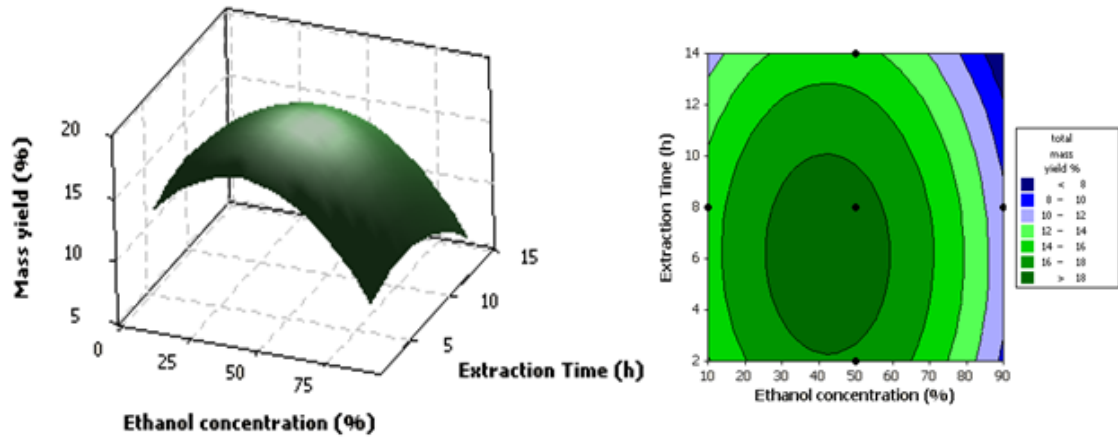 20
15
10
5
0
25
50
75
5
10
15
Mass yield (%)
Ethanol concentration (%)
Extraction Time (h)
14
12
10
8
6
4
2
10 20 30 40 50 60 70 80 90
Extraction Time (h)
Ethanol concentration (%)
total
mass
yield %
< 8
8 - 10
10 - 12
12 - 14
14 - 16
16 - 18
> 18